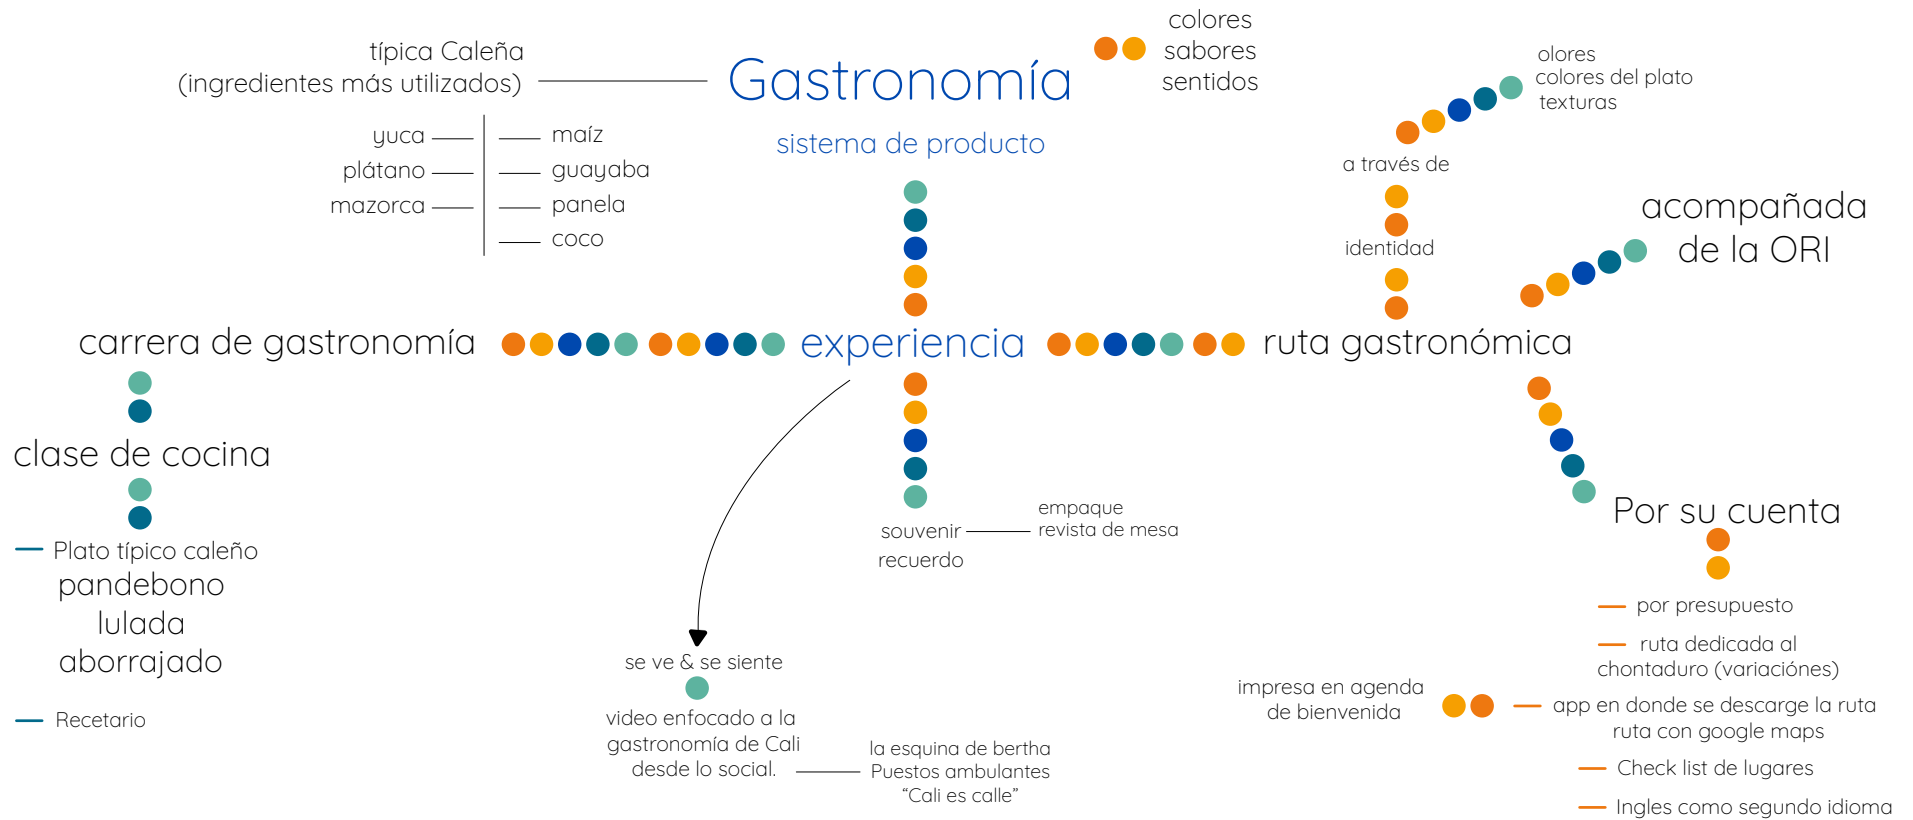 típica Caleña
(ingredientes más utilizados)
yuca
plátano
mazorca
maíz
guayaba
panela
coco
Gastronomía
sistema de producto
colores
sabores
sentidos
olores
colores del plato
texturas
a través de
identidad
acompañada
de la ORI
carrera de gastronomía
experiencia
ruta gastronómica
clase de cocina
Plato típico caleño
pandebono
lulada
aborrajado
Recetario
souvenir
recuerdo
empaque
revista de mesa
se ve & se siente
video enfocado a la
gastronomía de Cali
desde lo social.
la esquina de bertha
Puestos ambulantes
“Cali es calle”
Por su cuenta
por presupuesto
ruta dedicada al
chontaduro (variaciónes)
impresa en agenda
de bienvenida
app en donde se descarge la ruta
ruta con google maps
Check list de lugares
Ingles como segundo idioma